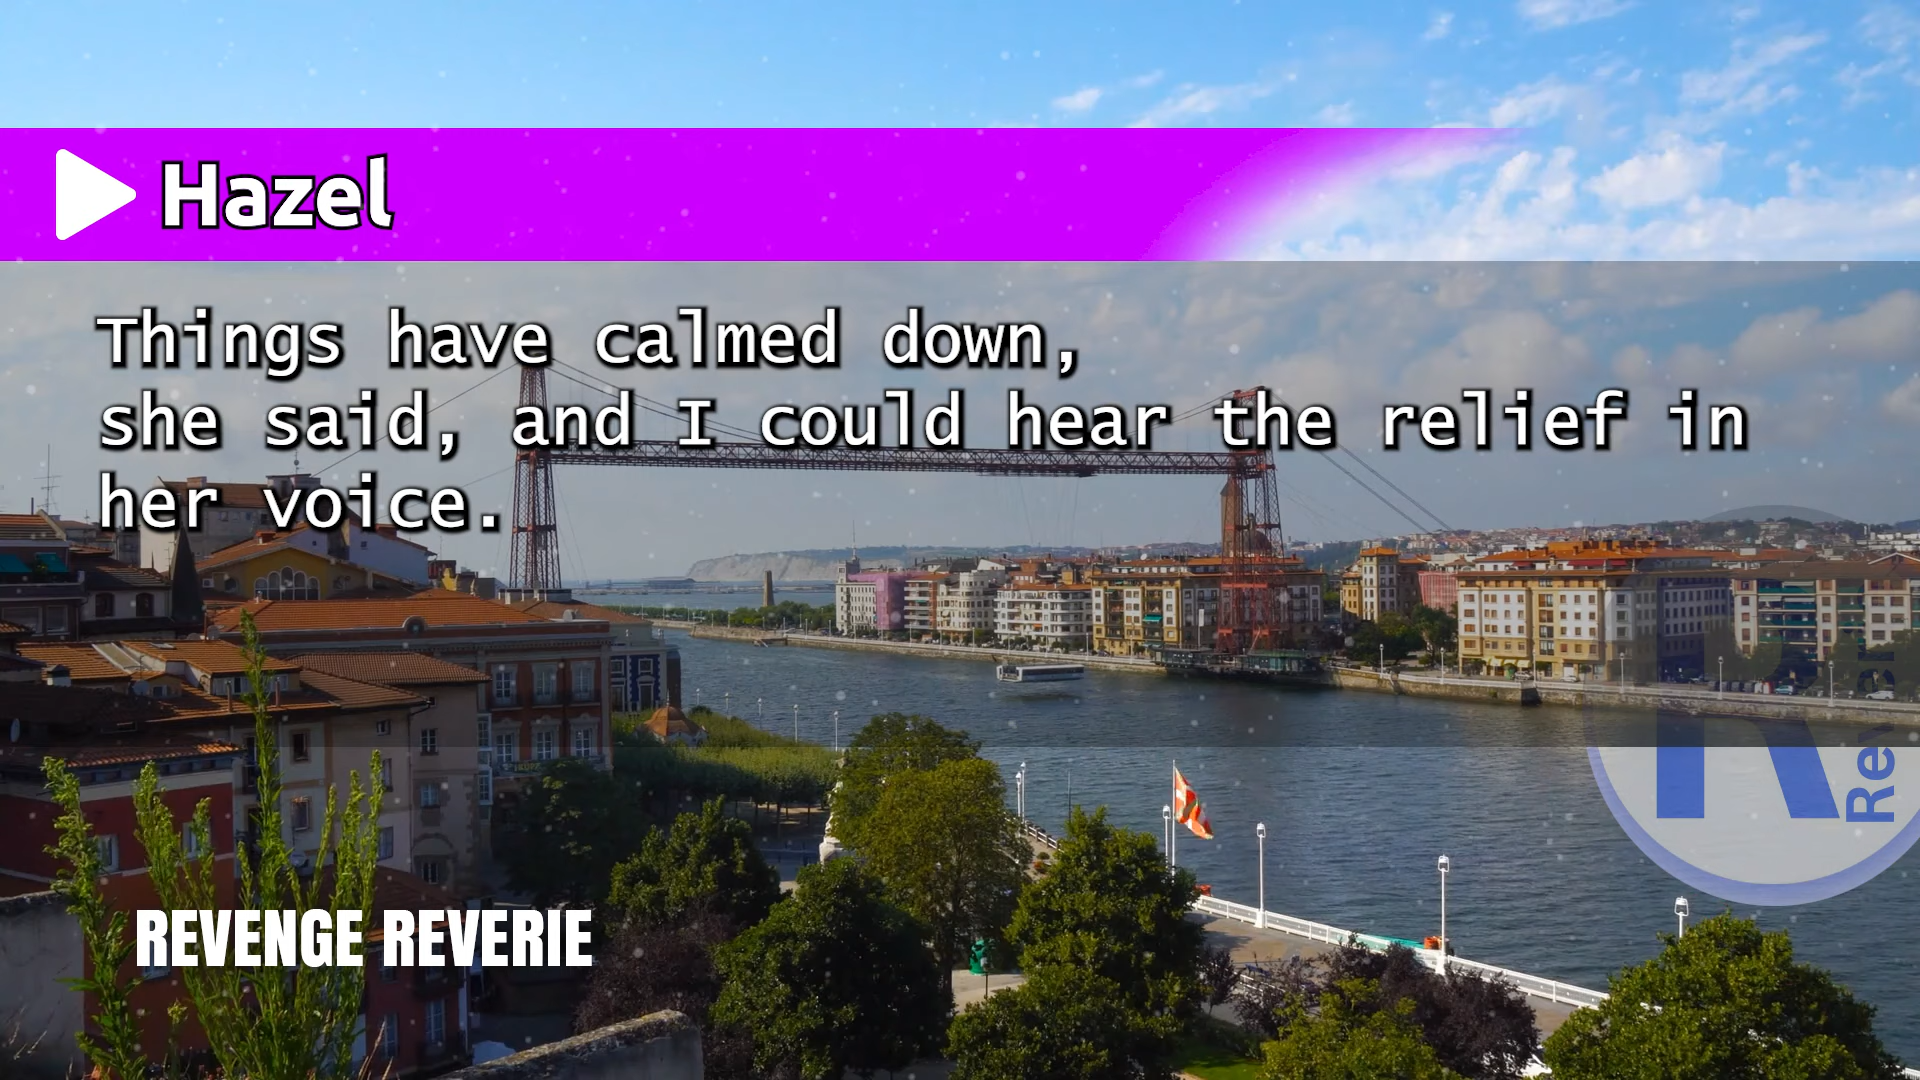 Hazel
Things have calmed down,
she said, and I could hear the relief in
her voice.
REVENGE REVERIE
R